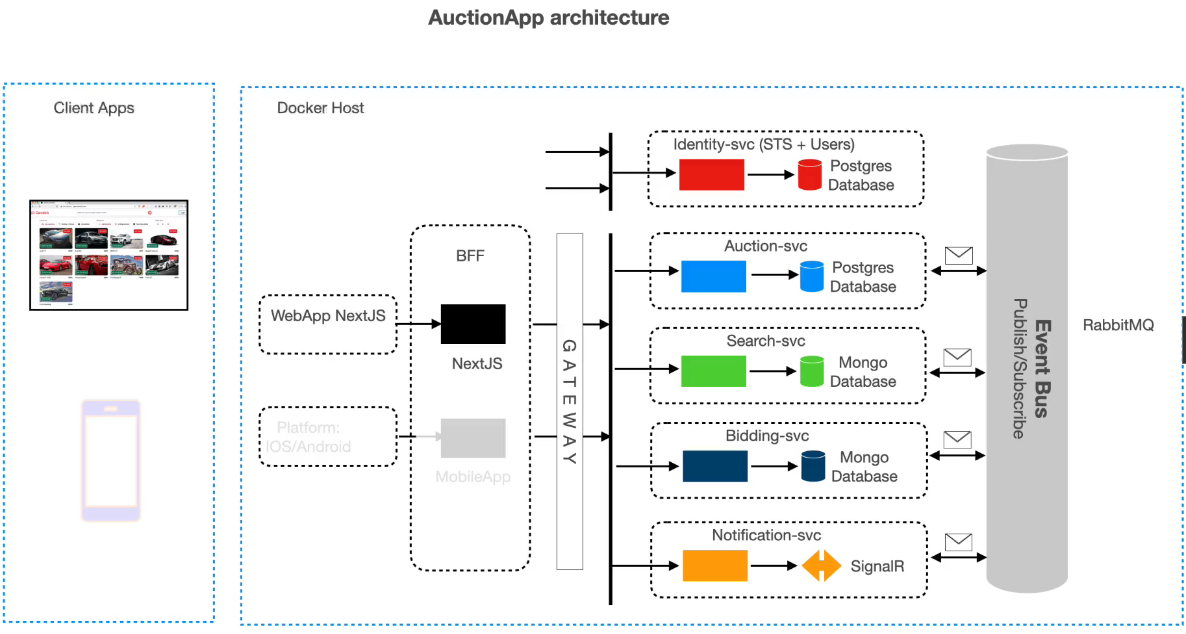 AuctionApp architecture
Client Apps
Docker Host
Identity-svc (STS + Users)
Postgres
Database
BFF
WebApp NextJS
NextJS
Platform:
IOS/Android
MobileApp
GATEWAY
Auction-svc
Postgres
Database
Search-svc
Mongo
Database
Bidding-svc
Mongo
Database
Notification-svc
SignalR
Event Bus
Publish/Subscribe
RabbitMQ